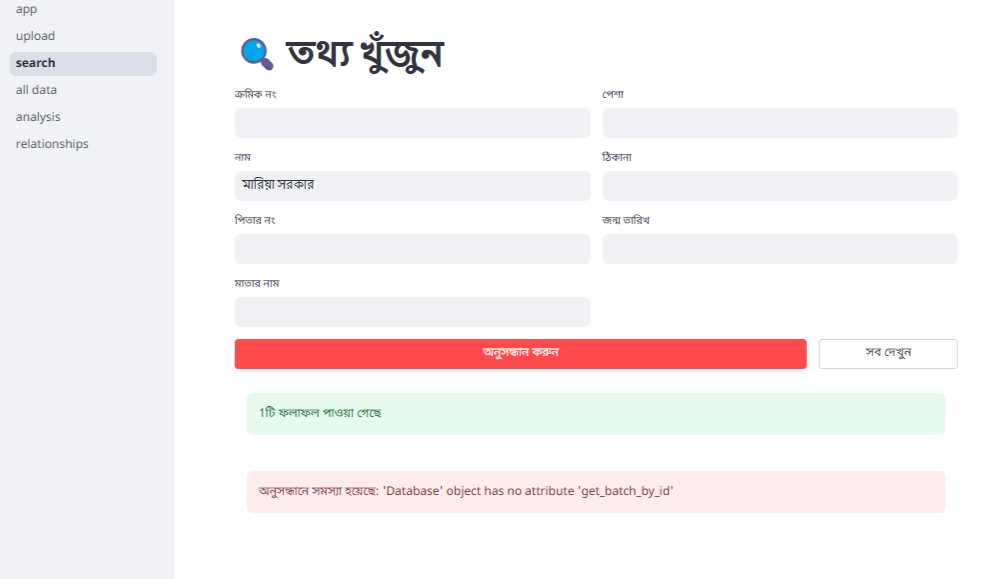 app
upload
search
all data
analysis
relationships
তথ্য খুঁজুন
ক্রমিক নং
পেশা
নাম
ঠিকানা
মারিয়া সরকার
পিতার নং
জন্ম তারিখ
মাতার নাম
অনুসন্ধান করুন
সব দেখুন
1টি ফলাফল পাওয়া গেছে
অনুসন্ধানে সমস্যা হয়েছে: 'Database' object has no attribute 'get_batch_by_id'